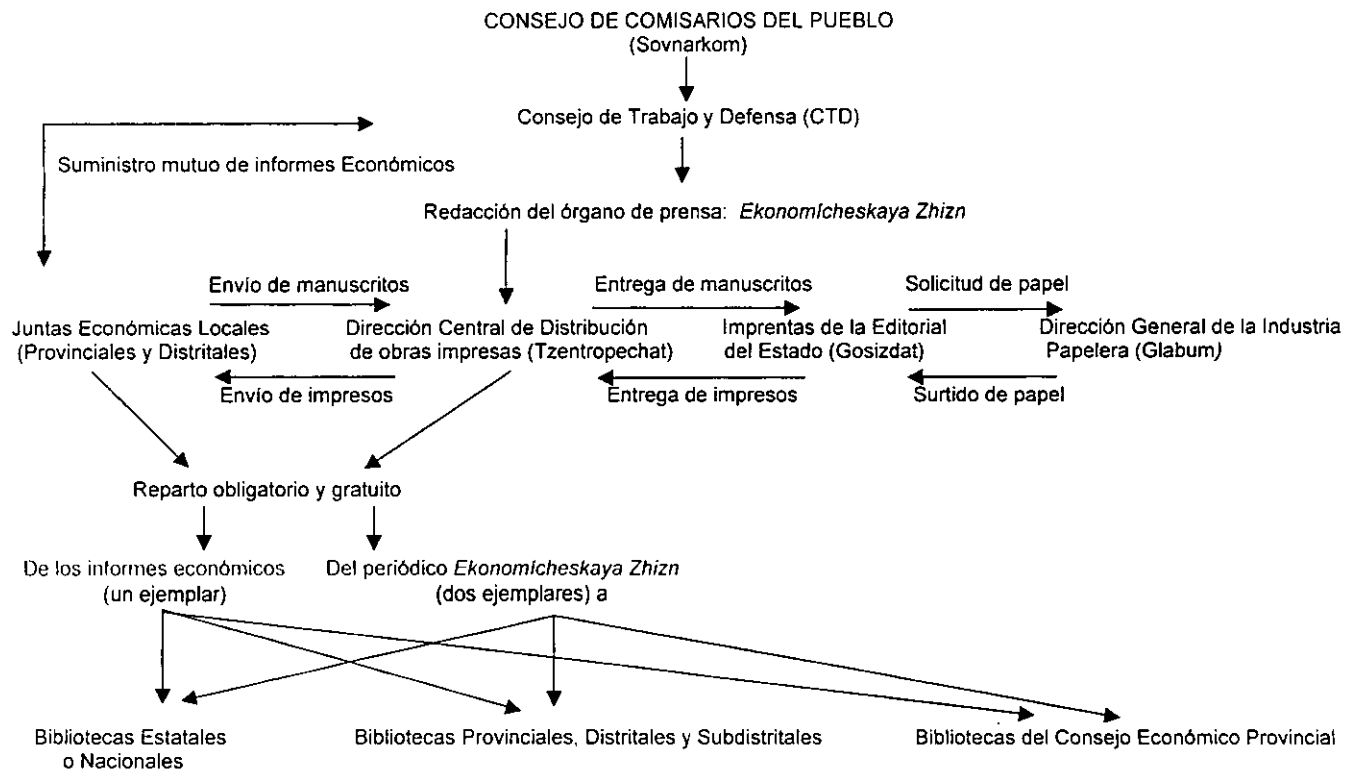 CONSEJO DE COMISARIOS DEL PUEBLO
(Sovnarkom)
Consejo de Trabajo y Defensa (CTD)
Suministro mutuo de informes Económicos
Redacción del órgano de prensa: Ekonomícheskaya Zhizn
Envío de manuscritos
Entrega de manuscritos
Solicitud de papel
Juntas Económicas Locales
(Provinciales y Distritales)
Dirección Central de Distribución
de obras impresas (Tzentropechat)
Imprentas de la Editorial
del Estado (Gosizdat)
Dirección General de la Industria
Papelera (Glabum)
Envío de impresos
Entrega de impresos
Surtido de papel
Reparto obligatorio y gratuito
De los informes económicos
(un ejemplar)
Del periódico Ekonomícheskaya Zhizn
(dos ejemplares) a
Bibliotecas Estatales
o Nacionales
Bibliotecas Provinciales, Distritales y Subdistritales
Bibliotecas del Consejo Económico Provincial